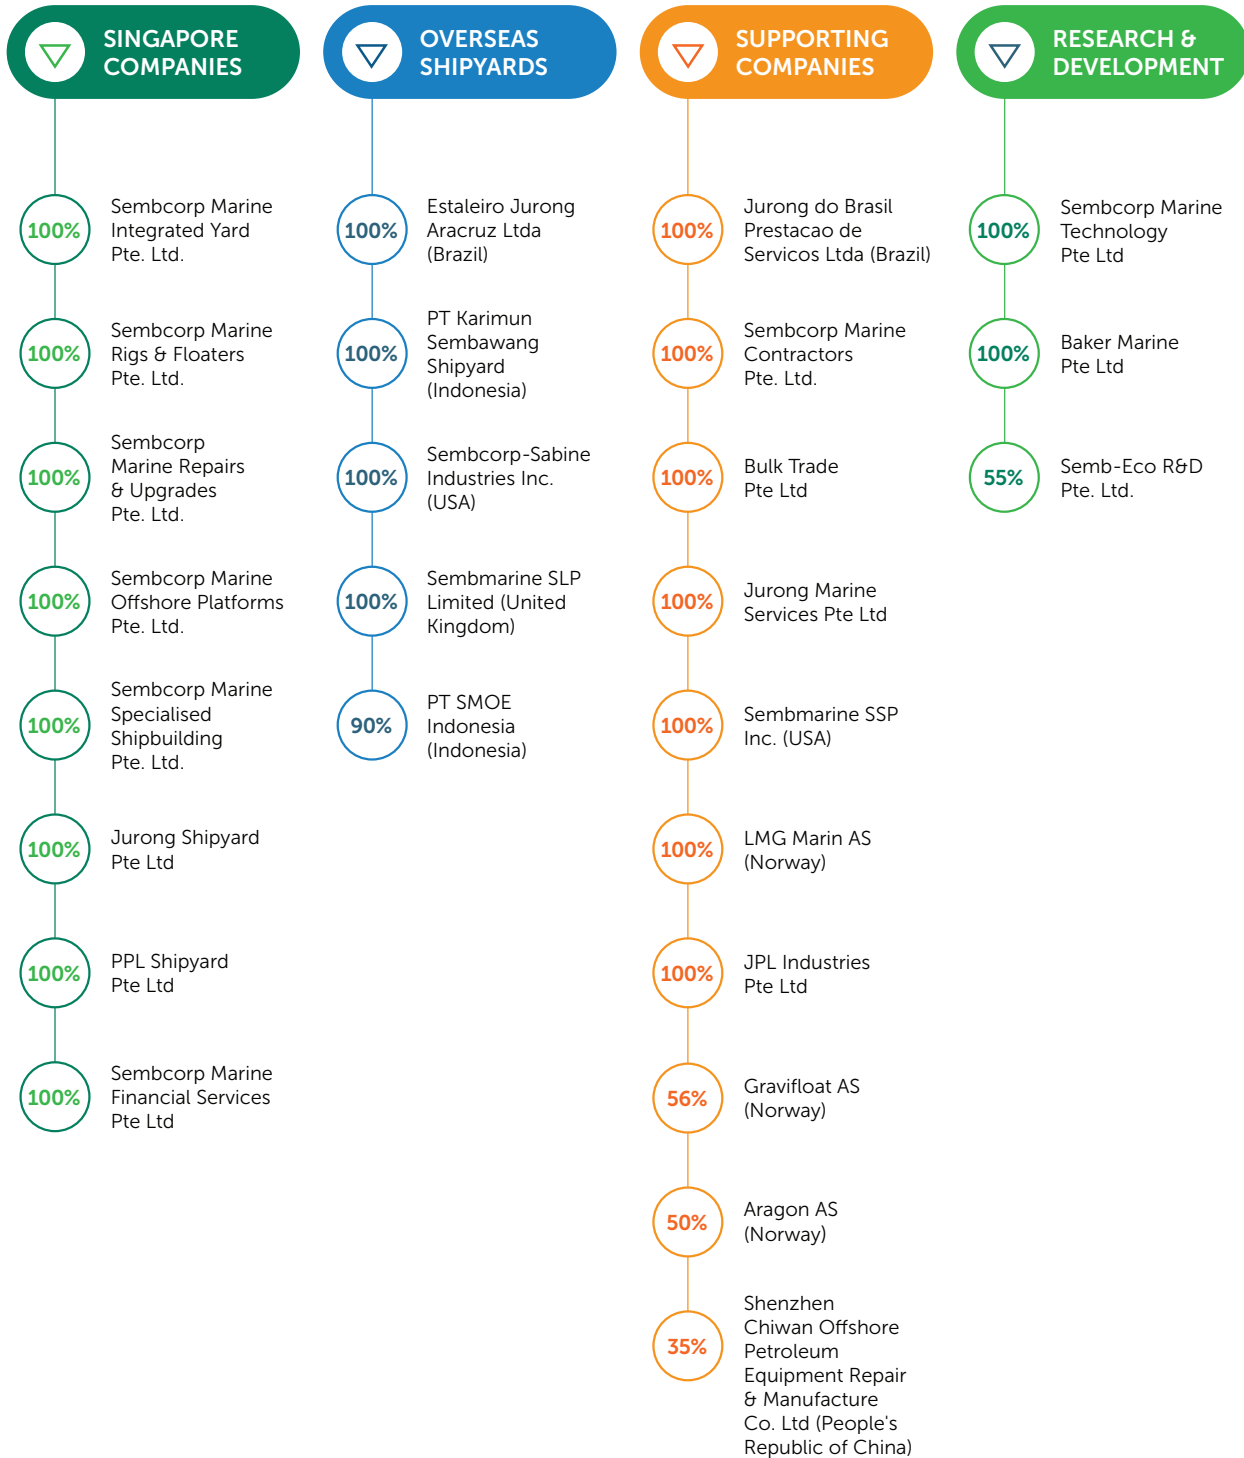 SINGAPORE
COMPANIES
100%
Sembcorp Marine
Integrated Yard
Pte. Ltd.
100%
Sembcorp Marine
Rigs & Floaters
Pte. Ltd.
100%
Sembcorp
Marine Repairs
& Upgrades
Pte. Ltd.
100%
Sembcorp Marine
Offshore Platforms
Pte. Ltd.
100%
Sembcorp Marine
Specialised
Shipbuilding
Pte. Ltd.
100%
Jurong Shipyard
Pte Ltd
100%
PPL Shipyard
Pte Ltd
100%
Sembcorp Marine
Financial Services
Pte Ltd
OVERSEAS
SHIPYARDS
100%
Estaleiro Jurong
Aracruz Ltda
(Brazil)
100%
PT Karimun
Sembawang
Shipyard
(Indonesia)
100%
Sembcorp-Sabine
Industries Inc.
(USA)
100%
Sembmarine SLP
Limited (United
Kingdom)
90%
PT SMOE
Indonesia
(Indonesia)
SUPPORTING
COMPANIES
100%
Jurong do Brasil
Prestacao de
Servicos Ltda (Brazil)
100%
Sembcorp Marine
Contractors
Pte. Ltd.
100%
Bulk Trade
Pte Ltd
100%
Jurong Marine
Services Pte Ltd
100%
Sembmarine SSP
Inc. (USA)
100%
LMG Marin AS
(Norway)
100%
JPL Industries
Pte Ltd
56%
Gravifloat AS
(Norway)
50%
Aragon AS
(Norway)
35%
Shenzhen
Chiwan Offshore
Petroleum
Equipment Repair
& Manufacture
Co. Ltd (People's
Republic of China)
RESEARCH &
DEVELOPMENT
100%
Sembcorp Marine
Technology
Pte Ltd
100%
Baker Marine
Pte Ltd
55%
Semb-Eco R&D
Pte. Ltd.